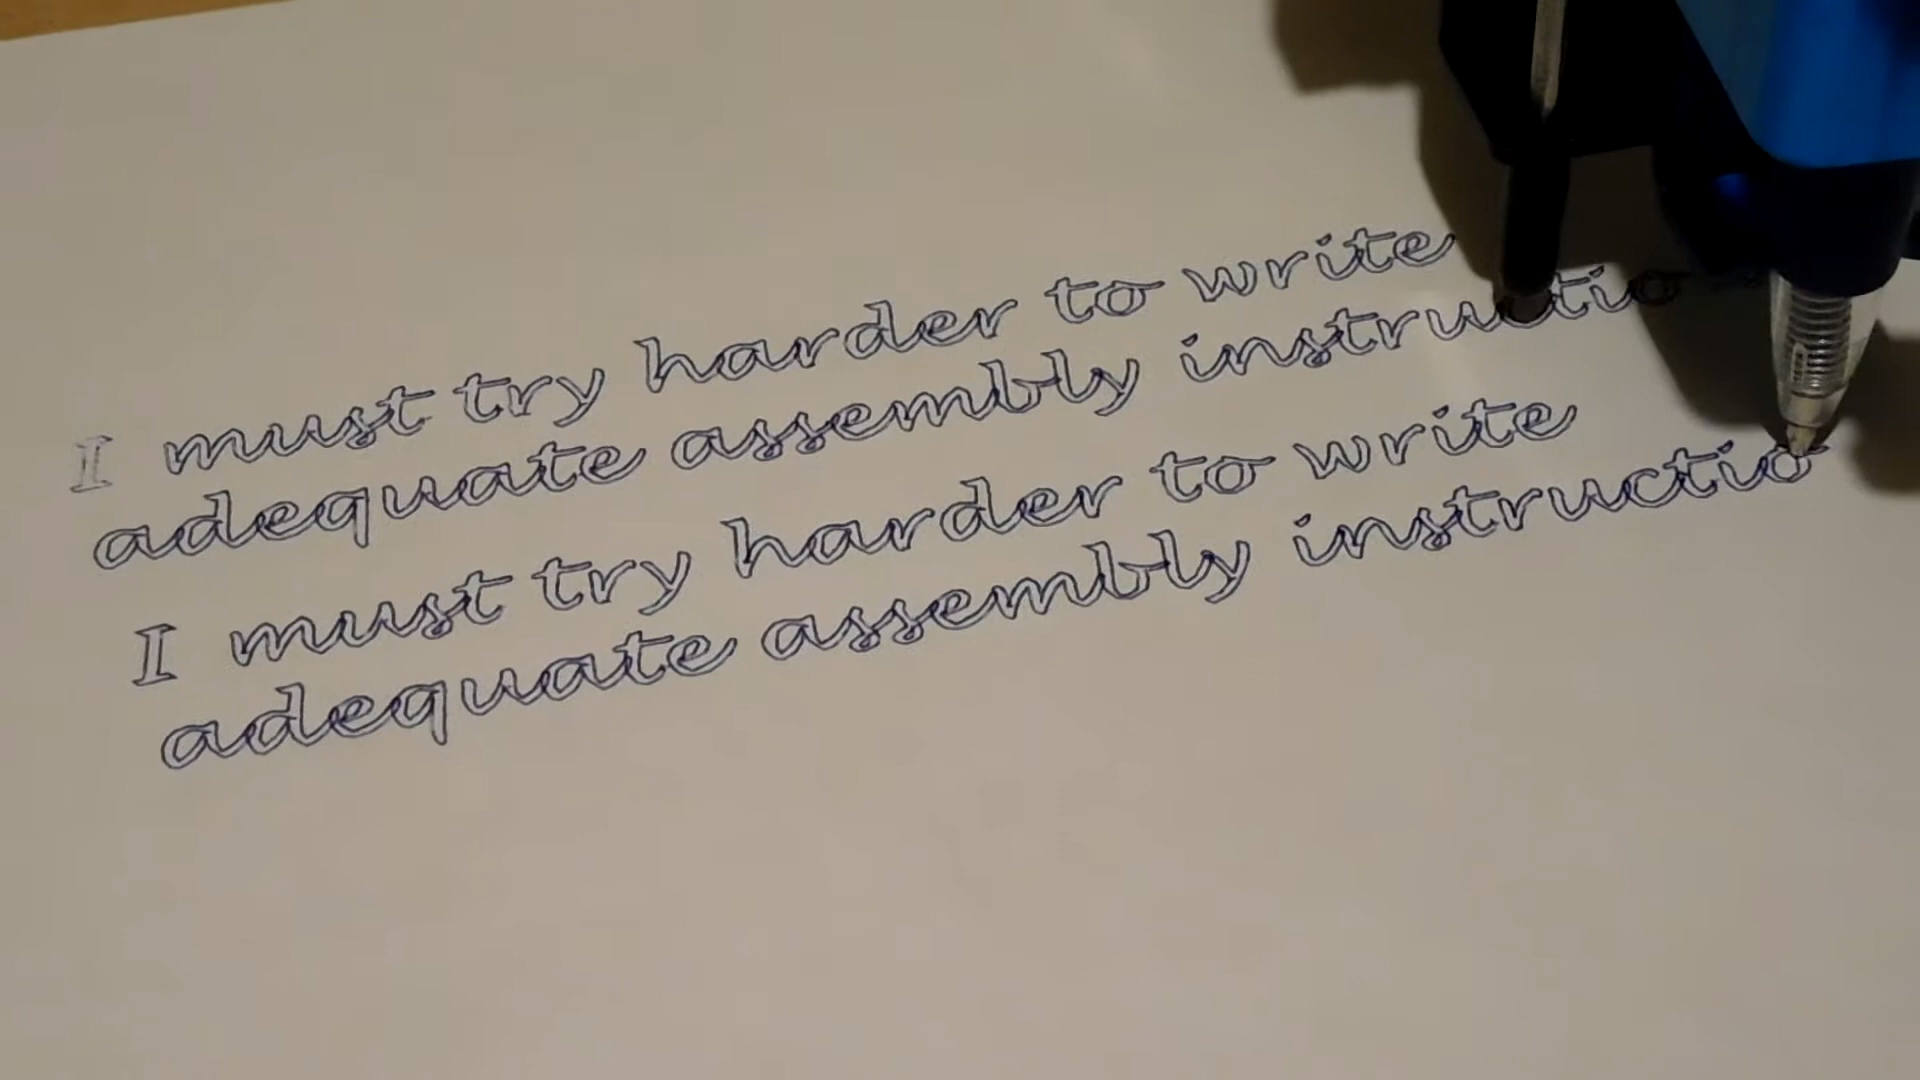 I must try harder to write
adequate assembly instructio
I must try harder to write
adequate assembly instructio